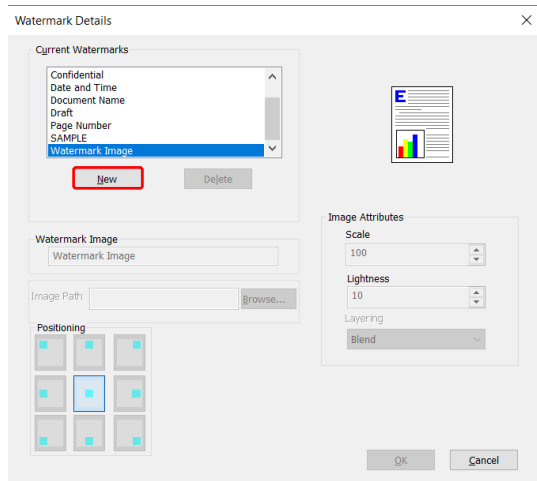 Watermark Details
Current Watermarks
Confidential
Date and Time
Document Name
Draft
Page Number
SAMPLE
Watermark Image
New
Delete
E
Watermark Image
Watermark Image
Image Path
Browse...
Positioning
Image Attributes
Scale
100
Lightness
10
Layering
Blend
OK
Cancel